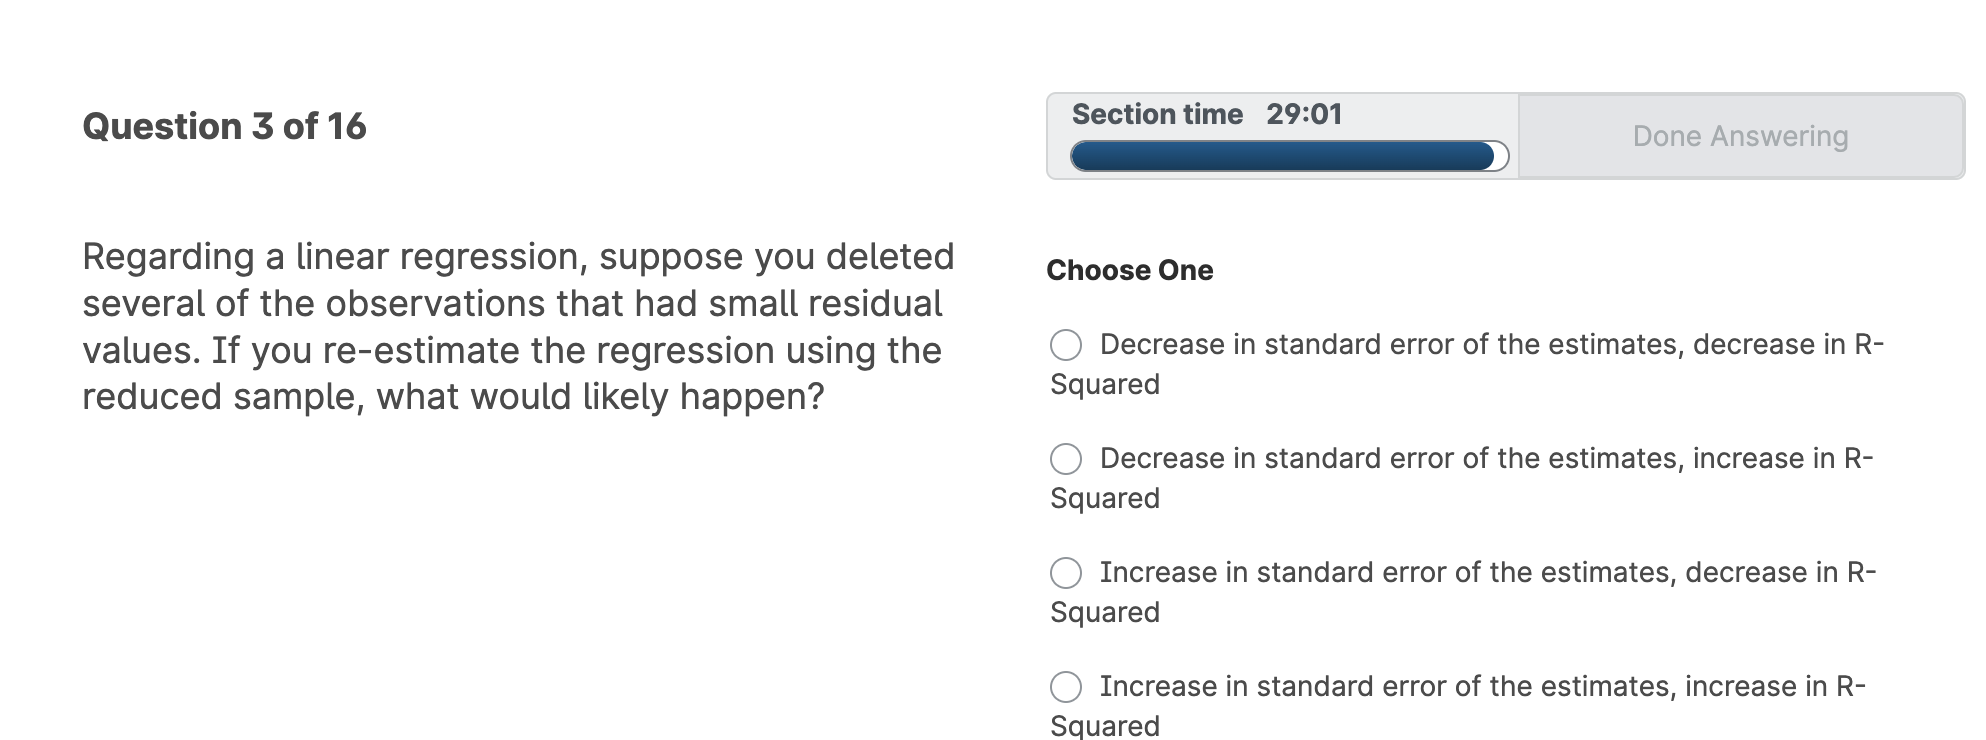 Question 3 of 16
Section time 29:01
Done Answering
Regarding a linear regression, suppose you deleted
several of the observations that had small residual
values. If you re-estimate the regression using the
reduced sample, what would likely happen?
Choose One
Decrease in standard error of the estimates, decrease in R-
Squared
Decrease in standard error of the estimates, increase in R-
Squared
Increase in standard error of the estimates, decrease in R-
Squared
Increase in standard error of the estimates, increase in R-
Squared